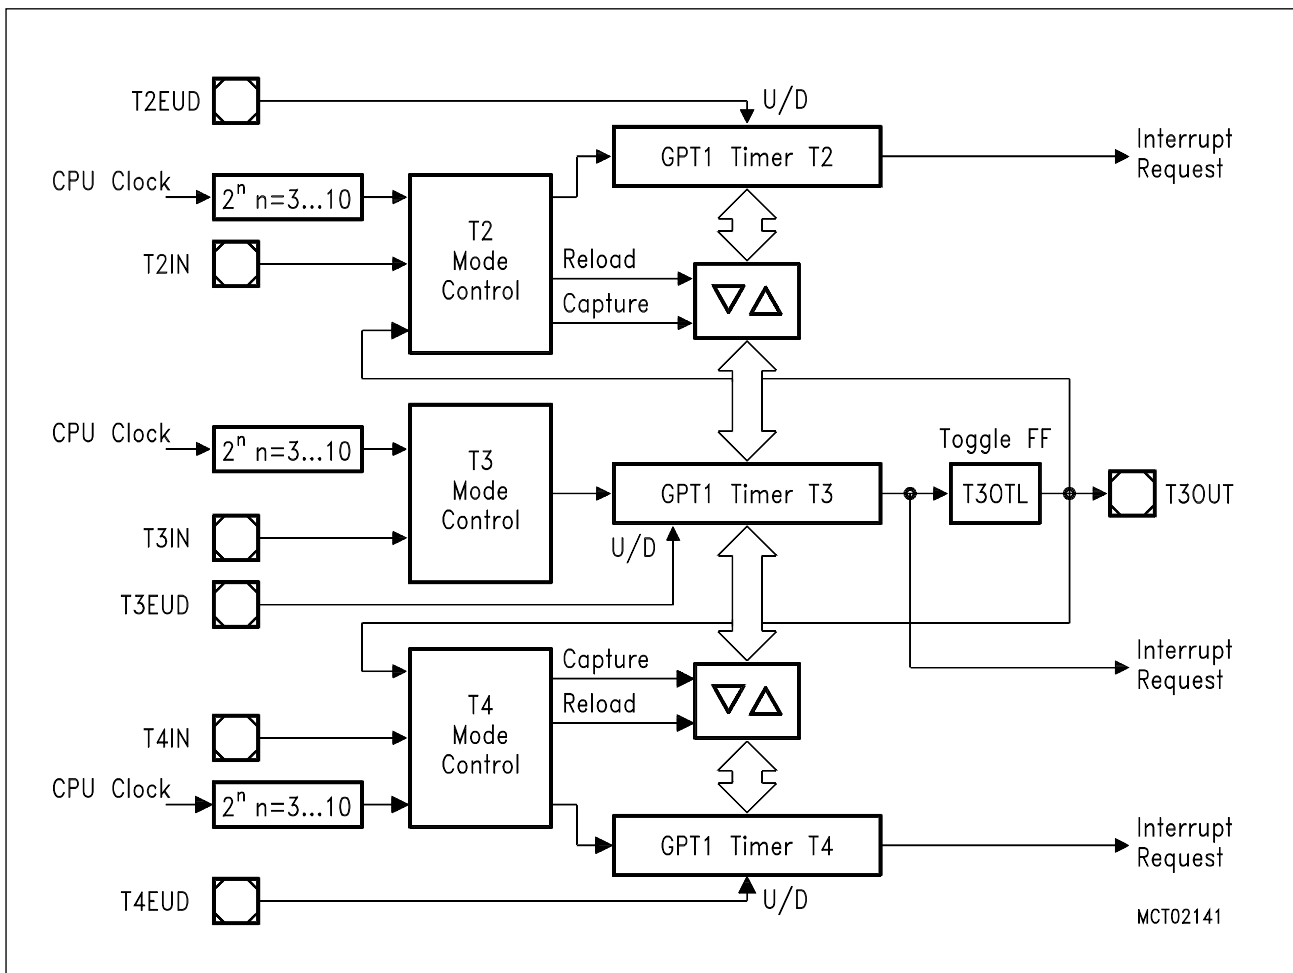 T2EUD
U/D
GPT1 Timer T2
Interrupt
Request
CPU Clock
2ⁿ n=3...10
T2
Mode
Control
T2IN
Reload
Capture
CPU Clock
2ⁿ n=3...10
T3
Mode
Control
GPT1 Timer T3
Toggle FF
T3OTL
T3OUT
T3IN
U/D
T3EUD
Interrupt
Request
Capture
Reload
T4
Mode
Control
T4IN
CPU Clock
2ⁿ n=3...10
GPT1 Timer T4
Interrupt
Request
T4EUD
U/D
MCT02141